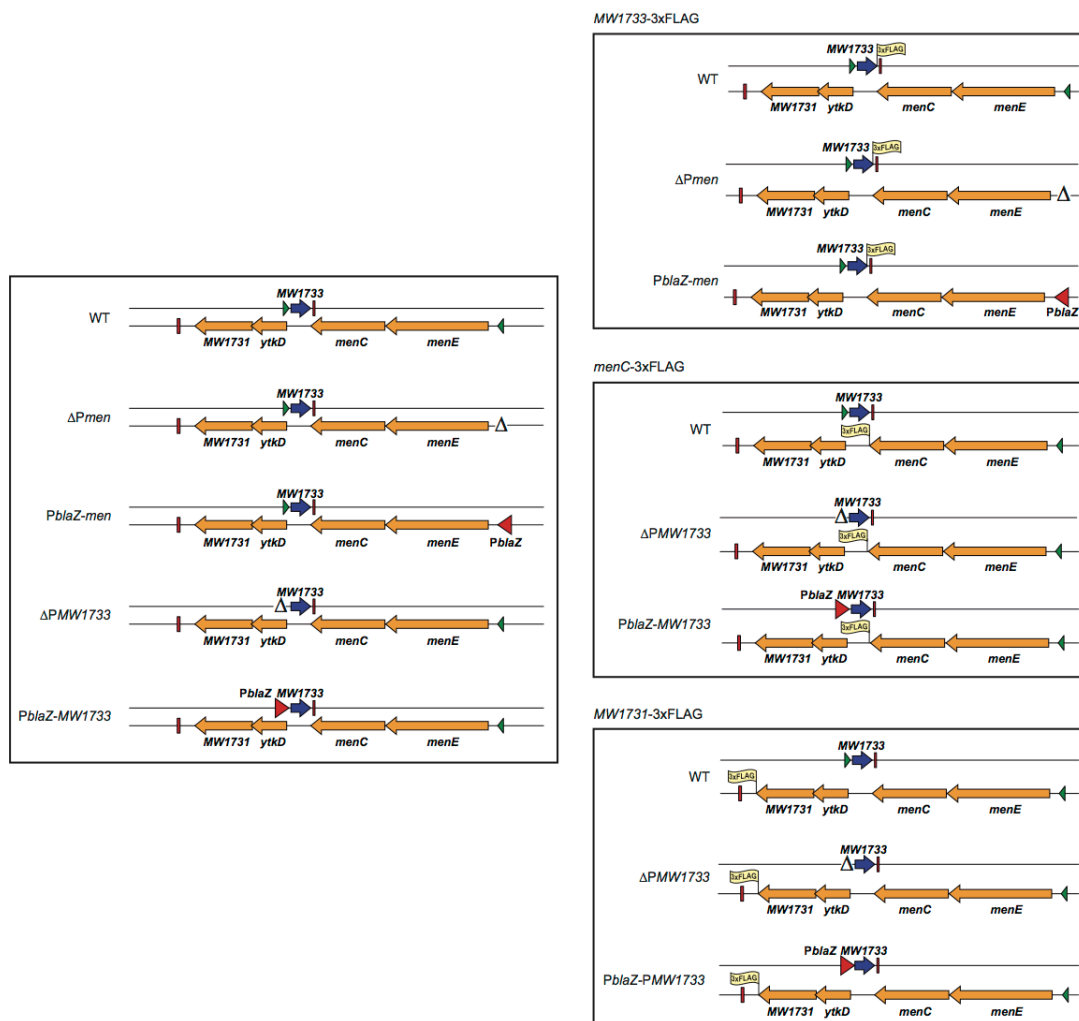 MW1733
WT
MW1731 ytkD menC menE
MW1733
ΔPmen
Δ
MW1731 ytkD menC menE
MW1733
PblaZ-men
MW1731 ytkD menC menE PblaZ
MW1733
ΔPMW1733
Δ
MW1731 ytkD menC menE
PblaZ MW1733
PblaZ-MW1733
MW1731 ytkD menC menE
MW1733-3xFLAG
MW1733 3xFLAG
WT
MW1731 ytkD menC menE
MW1733 3xFLAG
ΔPmen
Δ
MW1731 ytkD menC menE
MW1733 3xFLAG
PblaZ-men
MW1731 ytkD menC menE PblaZ
menC-3xFLAG
MW1733
WT
3xFLAG
MW1731 ytkD menC menE
MW1733
Δ
ΔPMW1733
3xFLAG
MW1731 ytkD menC menE
PblaZ MW1733
PblaZ-MW1733
3xFLAG
MW1731 ytkD menC menE
MW1731-3xFLAG
MW1733
WT
3xFLAG
MW1731 ytkD menC menE
MW1733
Δ
ΔPMW1733
3xFLAG
MW1731 ytkD menC menE
PblaZ MW1733
PblaZ-PMW1733
3xFLAG
MW1731 ytkD menC menE